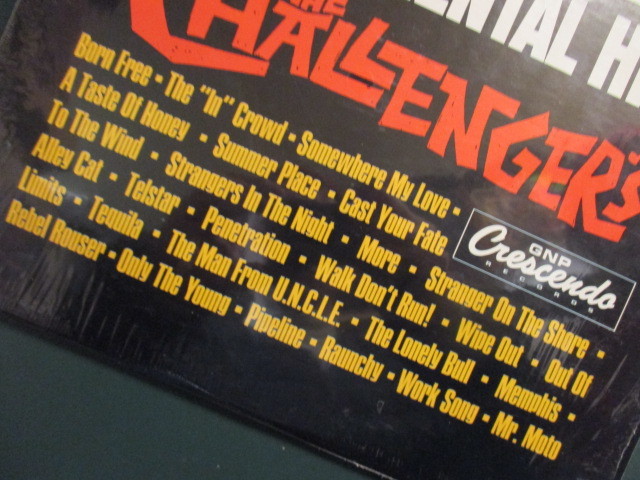 MENTAL H
THE
CHALLENGERS
Born Free • The "In" Crowd • Somewhere My Love •
A Taste Of Honey • Summer Place • Cast Your Fate
To The Wind • Strangers In The Night • More • Stranger On The Shore •
Alley Cat • Telstar • Penetration • Walk Don't Run! • Wipe Out • Out Of
Limits • Tequila • The Man From U.N.C.L.E. • The Lonely Bull • Memphis •
Rebel Rouser • Only The Young • Pipeline • Raunchy • Work Song • Mr. Moto
GNP
Crescendo
RECORDS